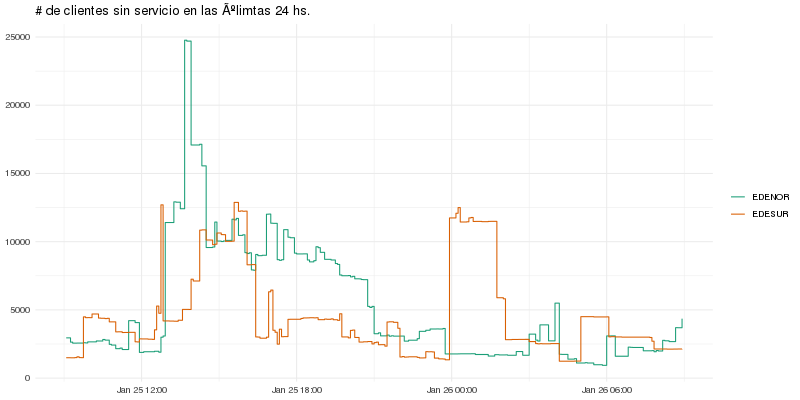 # de clientes sin servicio en las Ãºlimtas 24 hs.
25000
20000
15000
10000
5000
0
Jan 25 12:00
Jan 25 18:00
Jan 26 00:00
Jan 26 06:00
EDENOR
EDESUR